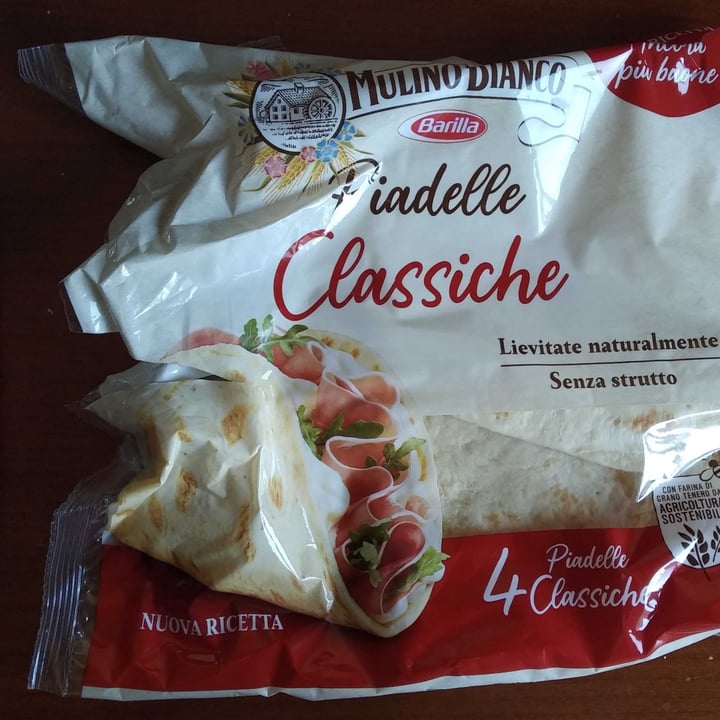 MULINO BIANCO
Barilla
più buone
Piadelle
Classiche
Lievitate naturalmente
Senza strutto
CON FARINA DI
GRANO TENERO DA
AGRICOLTURA
SOSTENIBILE
4 Piadelle
Classiche
NUOVA RICETTA